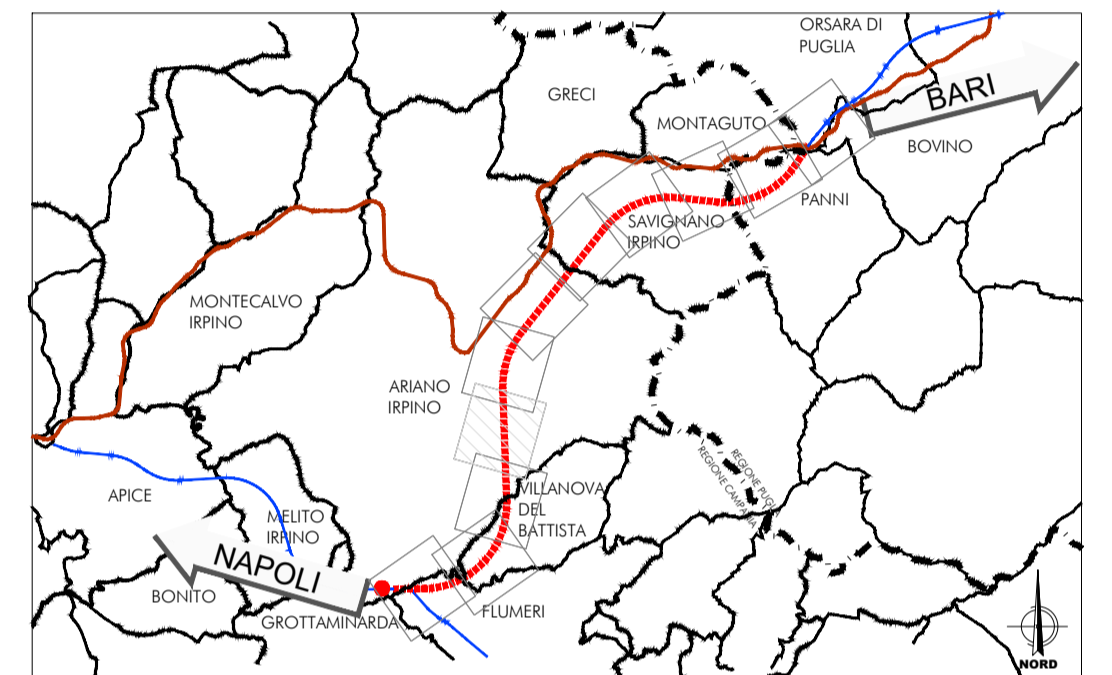 ORSARA DI
PUGLIA
GRECI
BARI
MONTAGUTO
BOVINO
PANNI
SAVIGNANO
IRPINO
MONTECALVO
IRPINO
ARIANO
IRPINO
REGIONE PUGLIA
REGIONE CAMPANIA
APICE
VILLANOVA
DEL
BATTISTA
MELITO
IRPINO
NAPOLI
BONITO
GROTTAMINARDA
FLUMERI
NORD